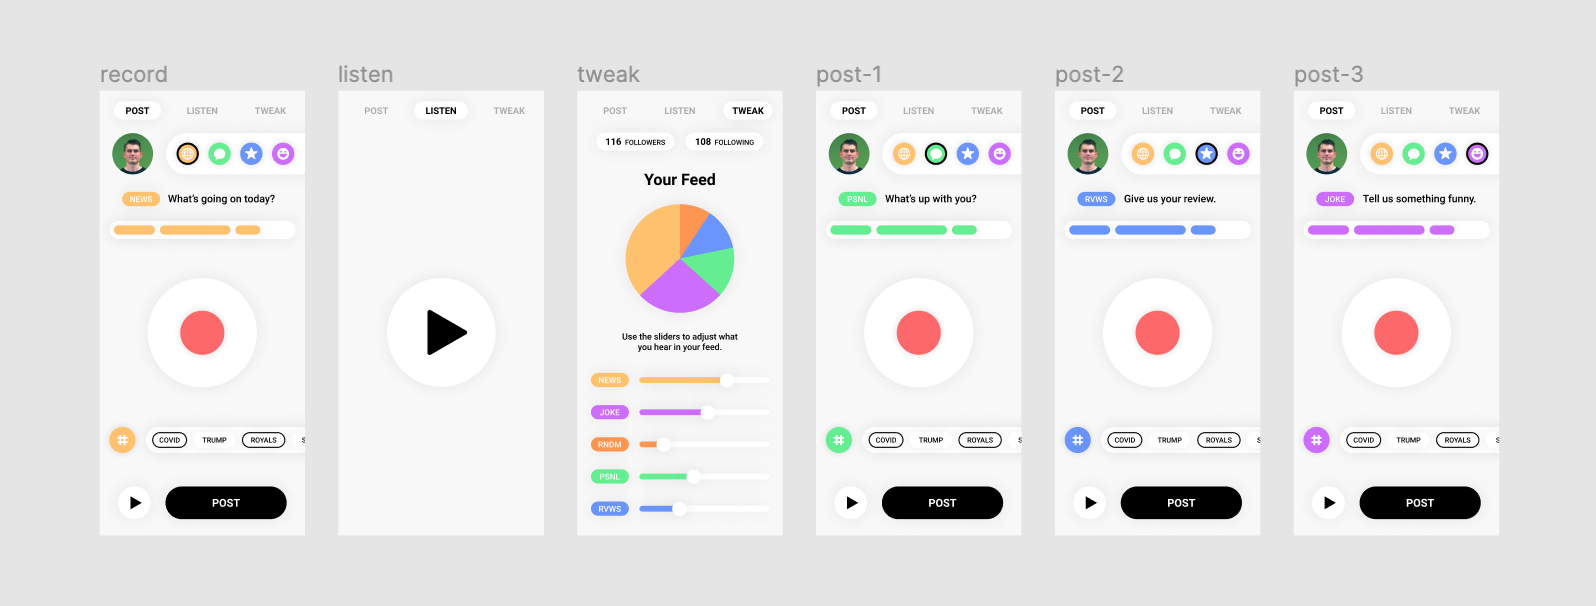 record
POST LISTEN TWEAK
NEWS What's going on today?
# COVID TRUMP ROYALS S
POST
listen
POST LISTEN TWEAK
tweak
POST LISTEN TWEAK
116 FOLLOWERS 108 FOLLOWING
Your Feed
Use the sliders to adjust what
you hear in your feed.
NEWS
JOKE
RNDM
PSNL
RVWS
post-1
POST LISTEN TWEAK
PSNL What's up with you?
# COVID TRUMP ROYALS S
POST
post-2
POST LISTEN TWEAK
RVWS Give us your review.
# COVID TRUMP ROYALS S
POST
post-3
POST LISTEN TWEAK
JOKE Tell us something funny.
# COVID TRUMP ROYALS S
POST